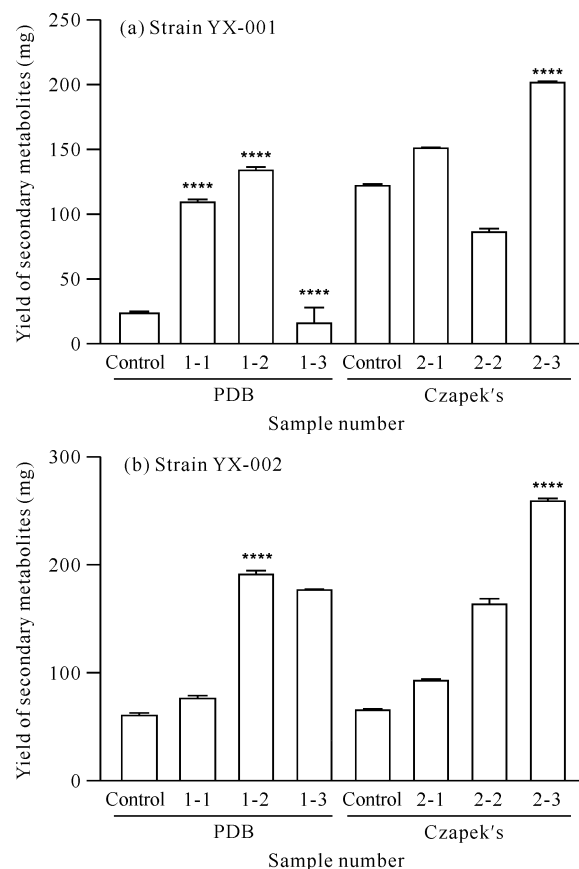 (a) Strain YX-001
Yield of secondary metabolites (mg)
250
200
150
100
50
0
**** **** **** ****
Control 1-1 1-2 1-3 Control 2-1 2-2 2-3
PDB Czapek's
Sample number
(b) Strain YX-002
Yield of secondary metabolites (mg)
300
200
100
0
**** ****
Control 1-1 1-2 1-3 Control 2-1 2-2 2-3
PDB Czapek's
Sample number